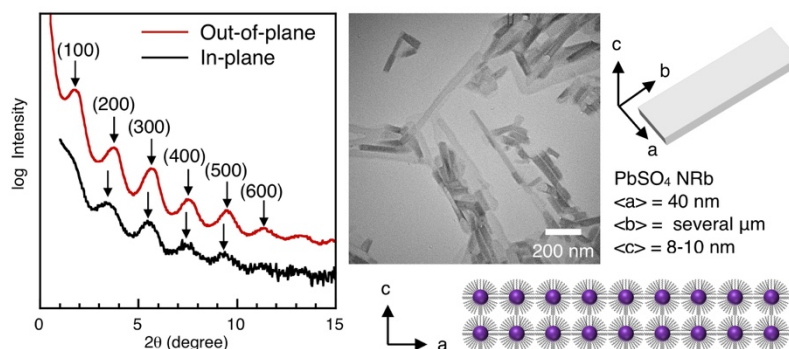 Out-of-plane
In-plane
(100)
(200)
(300)
(400)
(500)
(600)
log Intensity
0
5
10
15
2θ (degree)
200 nm
c
b
a
PbSO₄ NRb
<a> = 40 nm
<b> = several μm
<c> = 8-10 nm
c
a